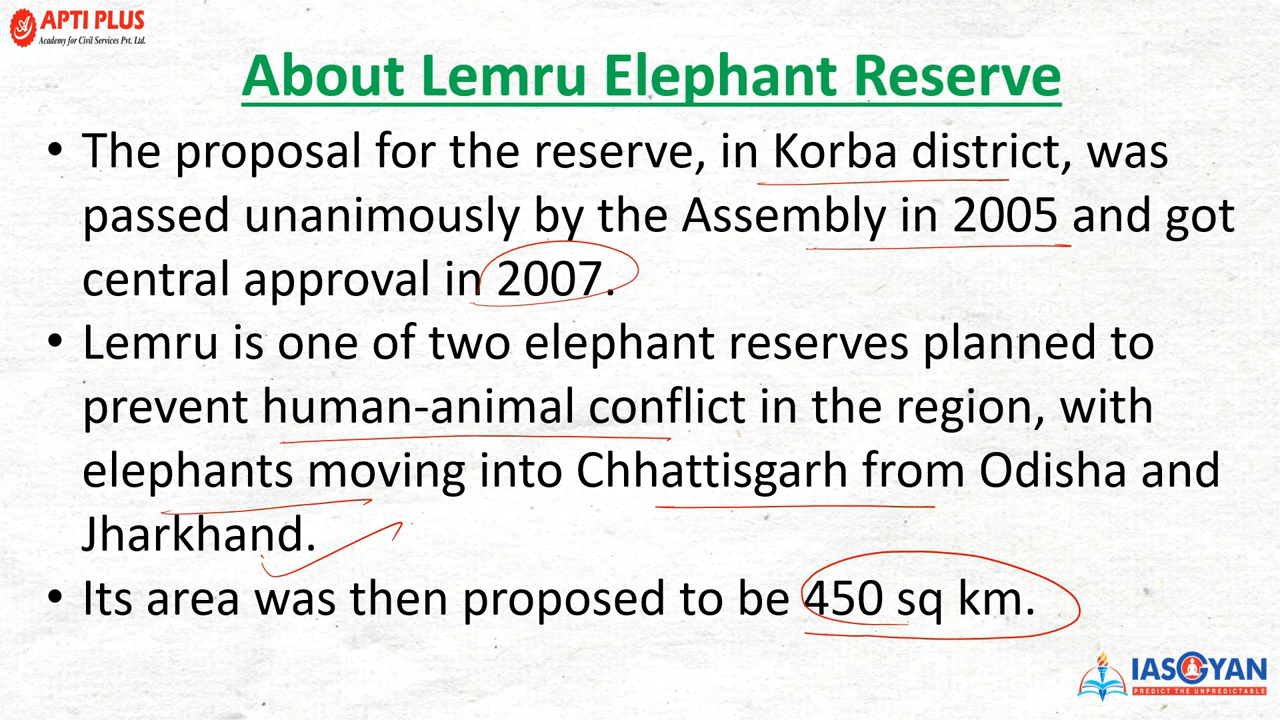 APTI PLUS
Academy for Civil Services Pvt. Ltd.
About Lemru Elephant Reserve
• The proposal for the reserve, in Korba district, was
passed unanimously by the Assembly in 2005 and got
central approval in 2007.
• Lemru is one of two elephant reserves planned to
prevent human-animal conflict in the region, with
elephants moving into Chhattisgarh from Odisha and
Jharkhand.
• Its area was then proposed to be 450 sq km.
IASGYAN
PREDICT THE UNPREDICTABLE